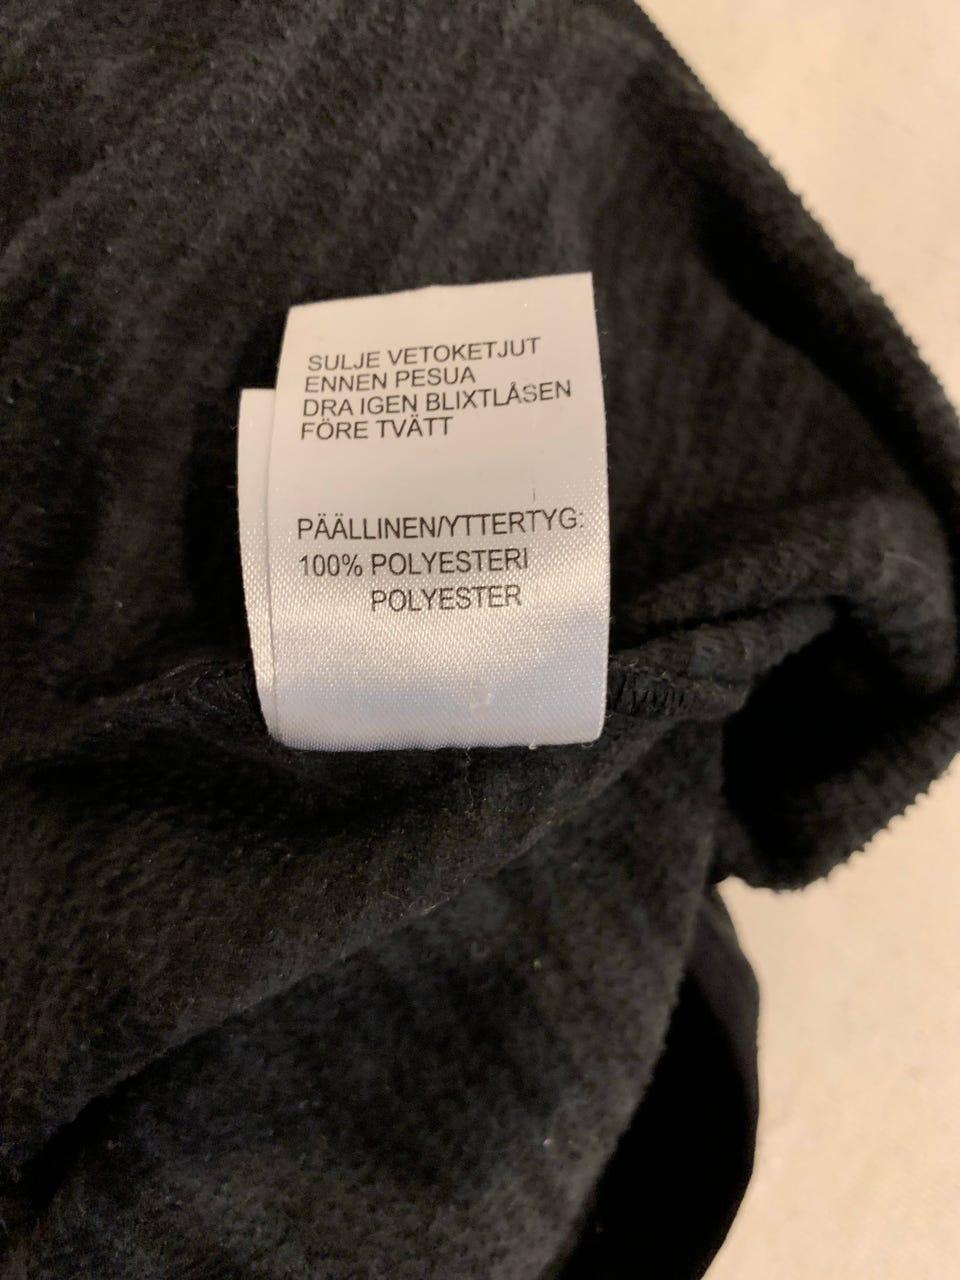 SULJE VETOKETJUT
ENNEN PESUA
DRA IGEN BLIXTLÅSEN
FÖRE TVÄTT
PÄÄLLINEN/YTTERTYG:
100% POLYESTERI
POLYESTER